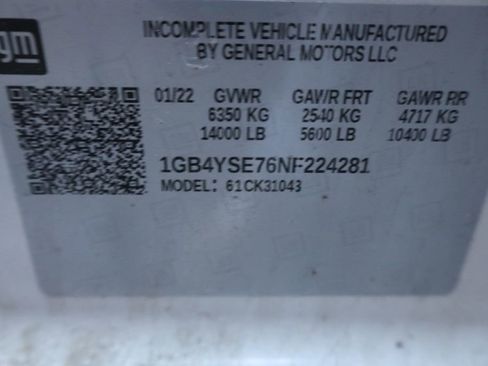 gm
INCOMPLETE VEHICLE MANUFACTURED
BY GENERAL MOTORS LLC
01/22 GVWR GAWR FRT GAWR RR
6350 KG 2540 KG 4717 KG
14000 LB 5600 LB 10400 LB
1GB4YSE76NF224281
MODEL: 61CK31043